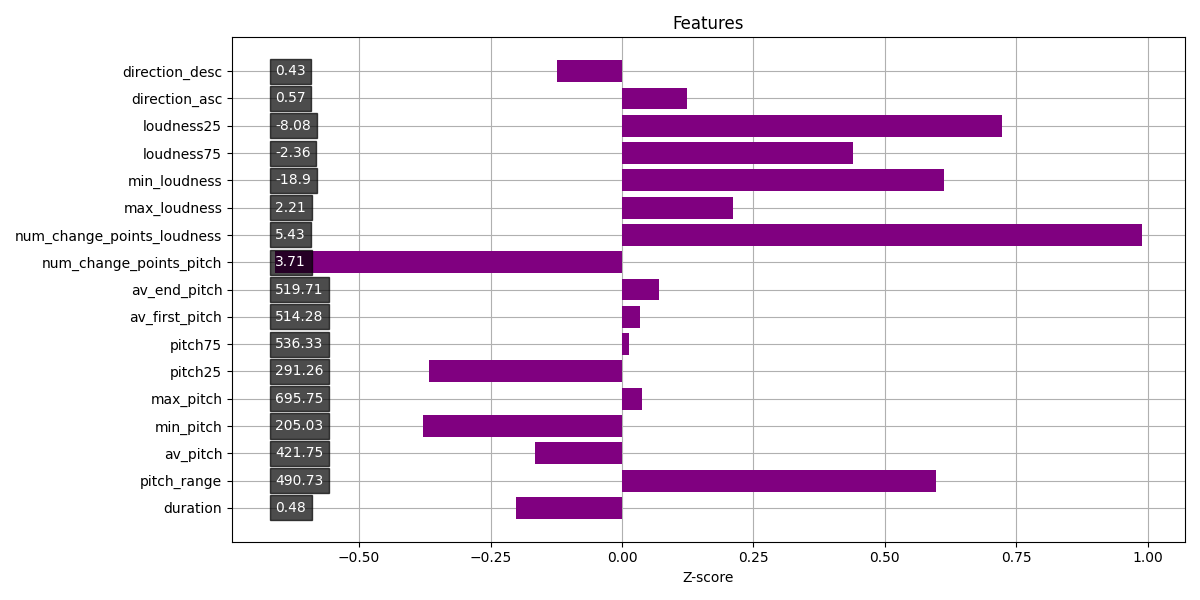 Features
direction_desc 0.43
direction_asc 0.57
loudness25 -8.08
loudness75 -2.36
min_loudness -18.9
max_loudness 2.21
num_change_points_loudness 5.43
num_change_points_pitch 3.71
av_end_pitch 519.71
av_first_pitch 514.28
pitch75 536.33
pitch25 291.26
max_pitch 695.75
min_pitch 205.03
av_pitch 421.75
pitch_range 490.73
duration 0.48
−0.50 −0.25 0.00 0.25 0.50 0.75 1.00
Z-score